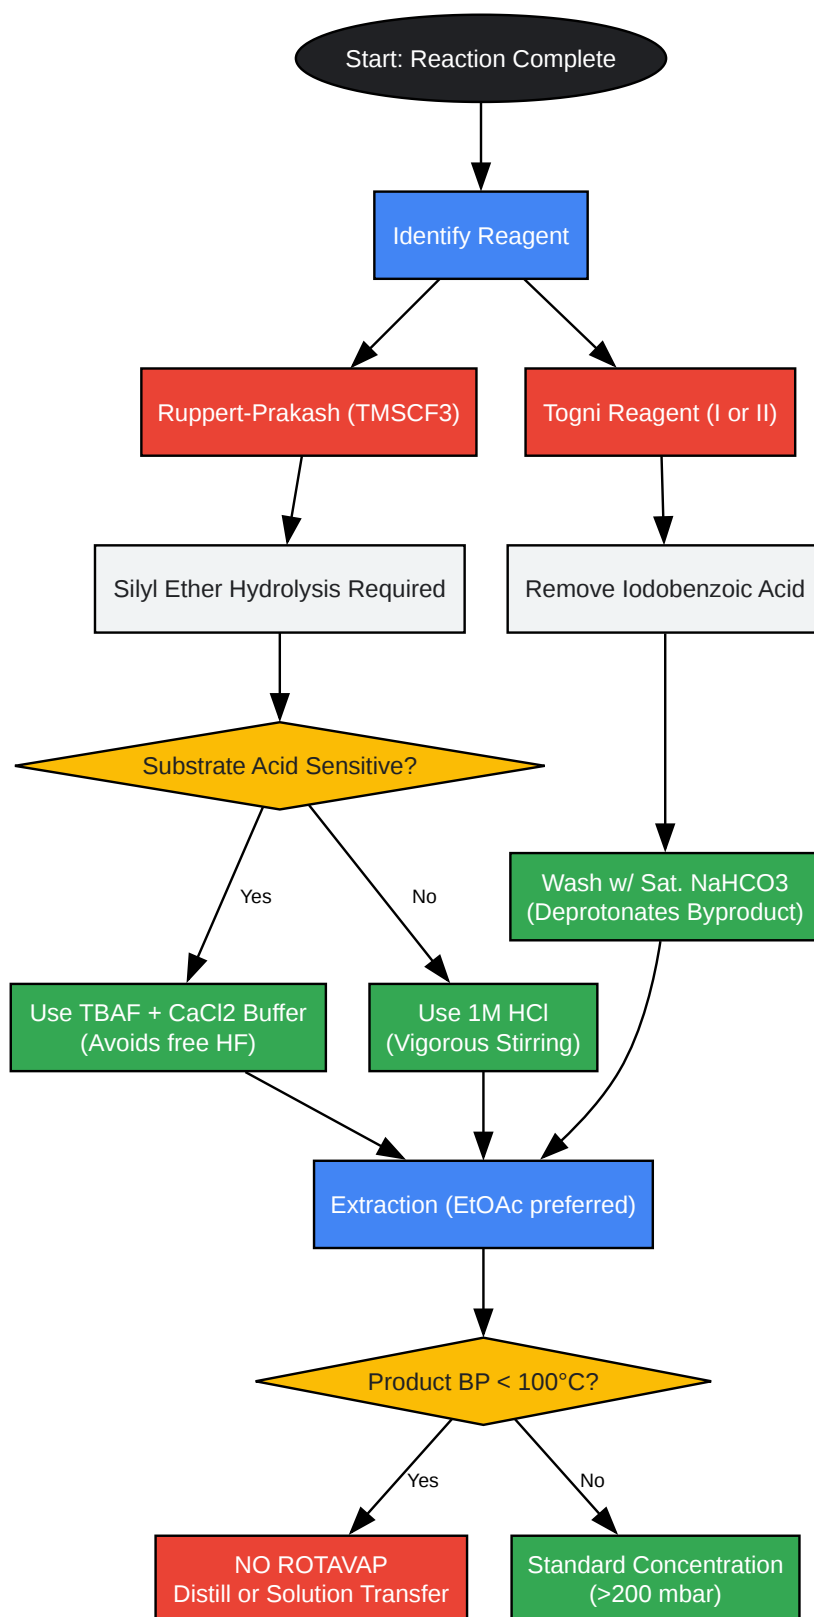 Start: Reaction Complete
Identify Reagent
Ruppert-Prakash (TMSCF3)
Togni Reagent (I or II)
Silyl Ether Hydrolysis Required
Remove Iodobenzoic Acid
Substrate Acid Sensitive?
Yes
No
Wash w/ Sat. NaHCO3
(Deprotonates Byproduct)
Use TBAF + CaCl2 Buffer
(Avoids free HF)
Use 1M HCl
(Vigorous Stirring)
Extraction (EtOAc preferred)
Product BP < 100°C?
Yes
No
NO ROTAVAP
Distill or Solution Transfer
Standard Concentration
(>200 mbar)